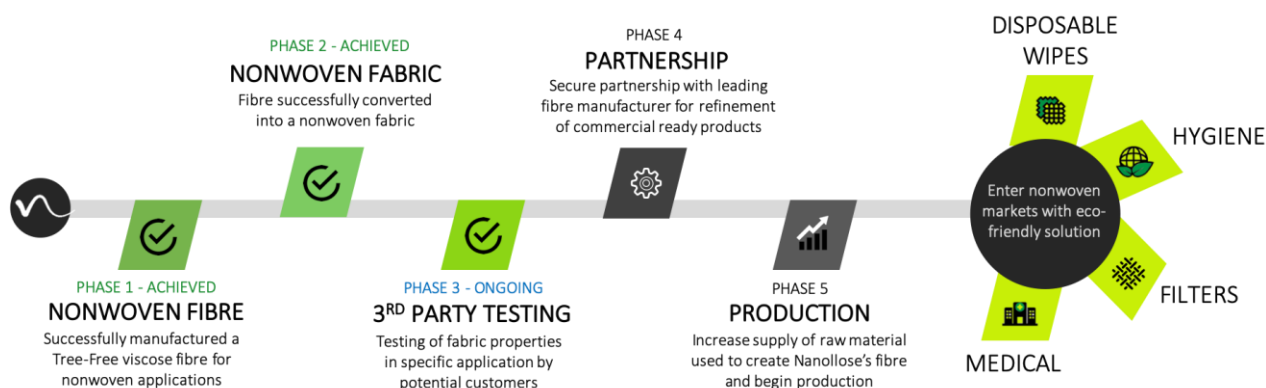 PHASE 1 - ACHIEVED
NONWOVEN FIBRE
Successfully manufactured a
Tree-Free viscose fibre for
nonwoven applications
PHASE 2 - ACHIEVED
NONWOVEN FABRIC
Fibre successfully converted
into a nonwoven fabric
PHASE 3 - ONGOING
3RD PARTY TESTING
Testing of fabric properties
in specific application by
potential customers
PHASE 4
PARTNERSHIP
Secure partnership with leading
fibre manufacturer for refinement
of commercial ready products
PHASE 5
PRODUCTION
Increase supply of raw material
used to create Nanollose's fibre
and begin production
Enter nonwoven
markets with eco-
friendly solution
DISPOSABLE
WIPES
HYGIENE
FILTERS
MEDICAL